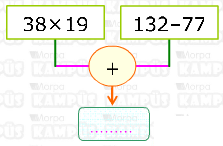 38×19
132–77
+
.........